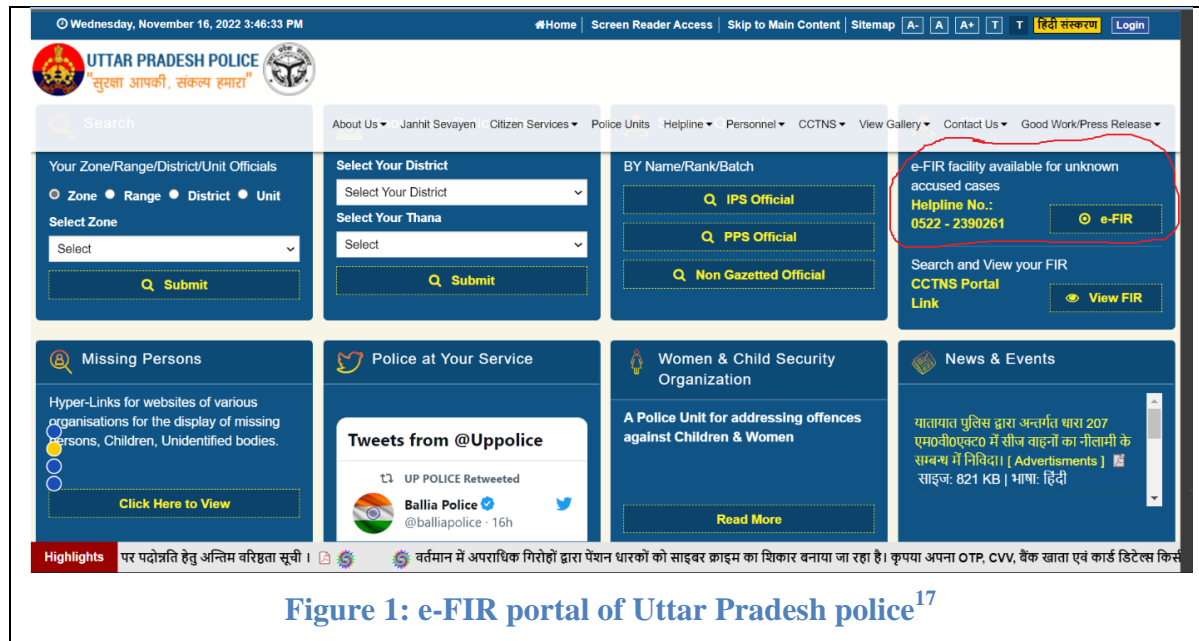 Wednesday, November 16, 2022 3:46:33 PM
Home | Screen Reader Access | Skip to Main Content | Sitemap A- A A+ T T हिंदी संस्करण Login
UTTAR PRADESH POLICE
"सुरक्षा आपकी, संकल्प हमारा"
Search
About Us Janhit Sevayen Citizen Services Police Units Helpline Personnel CCTNS View Gallery Contact Us Good Work/Press Release
Your Zone/Range/District/Unit Officials
Zone Range District Unit
Select Zone
Select
Submit
Select Your District
Select Your District
Select Your Thana
Select
Submit
BY Name/Rank/Batch
IPS Official
PPS Official
Non Gazetted Official
e-FIR facility available for unknown
accused cases
Helpline No.:
0522 - 2390261
e-FIR
Search and View your FIR
CCTNS Portal
Link
View FIR
Missing Persons
Hyper-Links for websites of various
organisations for the display of missing
Persons, Children, Unidentified bodies.
Click Here to View
Police at Your Service
Tweets from @Uppolice
UP POLICE Retweeted
Ballia Police
@balliapolice · 16h
Women & Child Security
Organization
A Police Unit for addressing offences
against Children & Women
Read More
News & Events
यातायात पुलिस द्वारा अन्तर्गत धारा 207
एम0वी0एक्ट0 में सीज वाहनों का नीलामी के
सम्बन्ध में निविदा। [ Advertisments ]
साइज: 821 KB | भाषा: हिंदी
Highlights पर पदोन्नति हेतु अन्तिम वरिष्ठता सूची । वर्तमान में अपराधिक गिरोहों द्वारा पेंशन धारकों को साइबर क्राइम का शिकार बनाया जा रहा है। कृपया अपना OTP, CVV, बैंक खाता एवं कार्ड डिटेल्स किसी
Figure 1: e-FIR portal of Uttar Pradesh police17